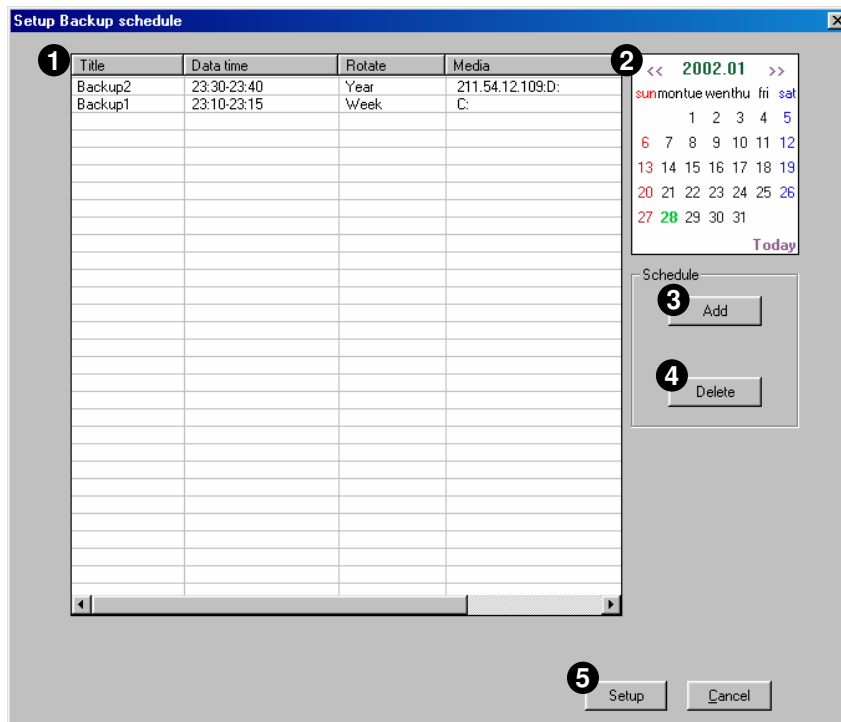 Setup Backup schedule
1 Title Data time Rotate Media
Backup2 23:30-23:40 Year 211.54.12.109:D:
Backup1 23:10-23:15 Week C:
2 << 2002.01 >>
sun mon tue wen thu fri sat
1 2 3 4 5
6 7 8 9 10 11 12
13 14 15 16 17 18 19
20 21 22 23 24 25 26
27 28 29 30 31
Today
Schedule
3 Add
4 Delete
5 Setup Cancel